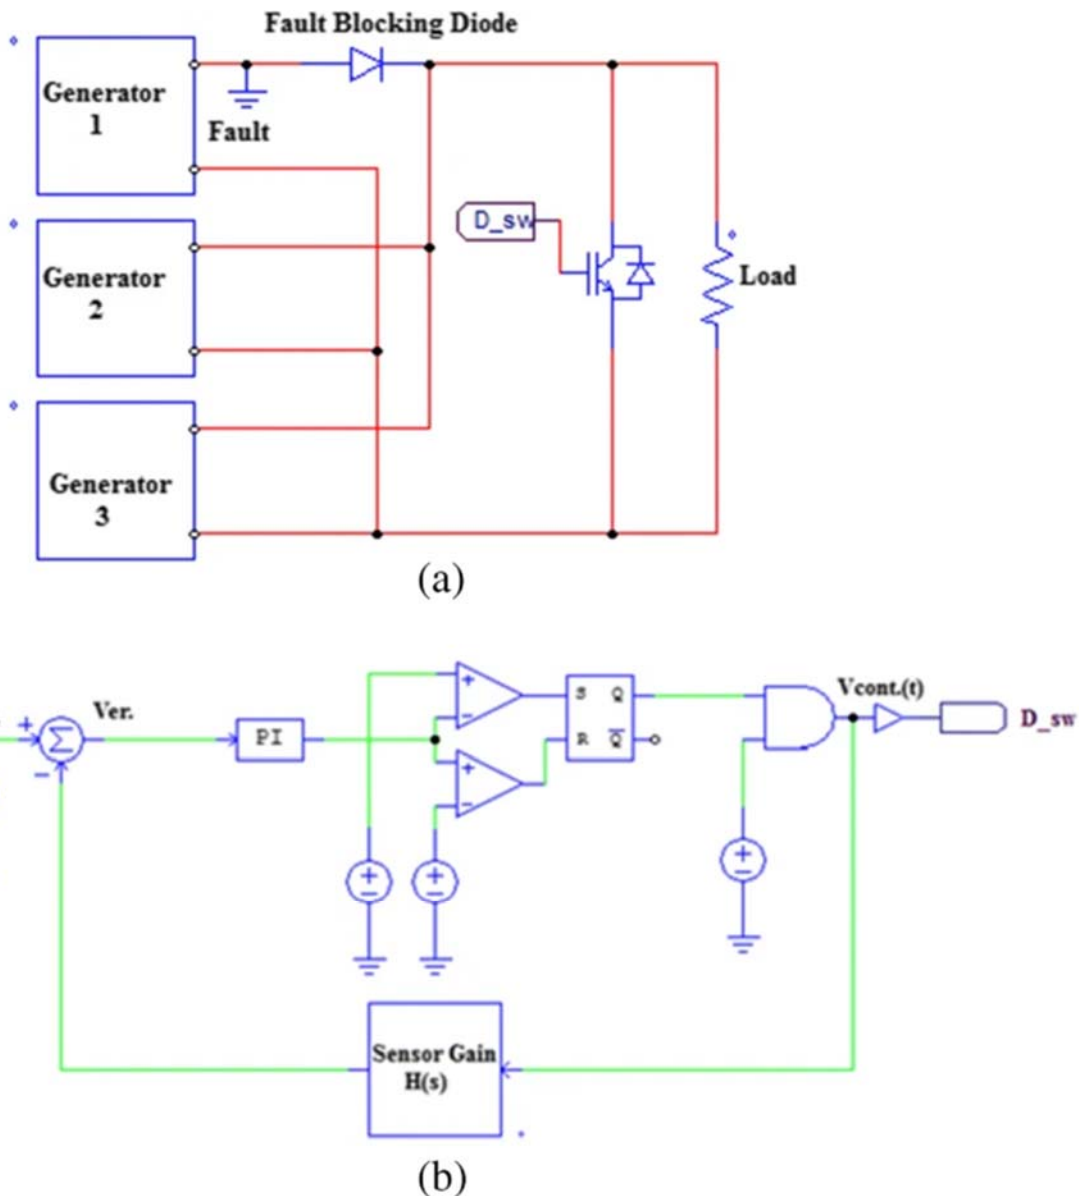 Fault Blocking Diode
Generator
1
Fault
Generator
2
D_sw
Load
Generator
3
(a)
Ver.
PI
S Q
R Q̅
Vcont.(t)
D_sw
Sensor Gain
H(s)
(b)